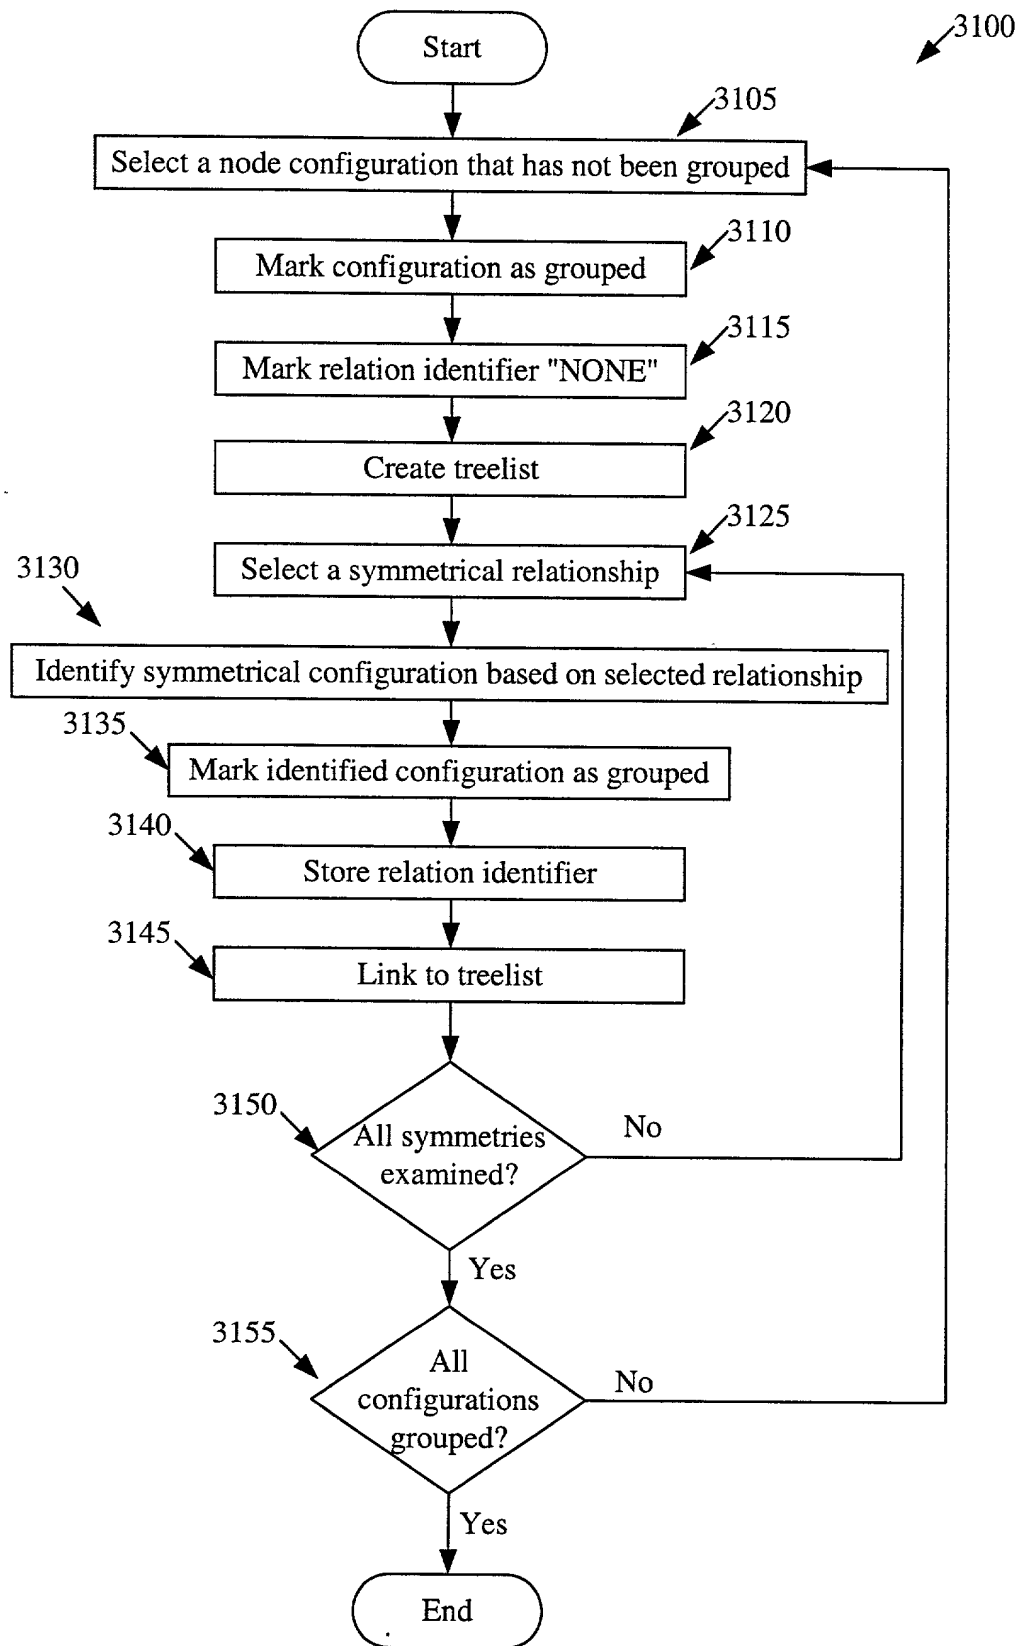 3100
Start
3105
Select a node configuration that has not been grouped
3110
Mark configuration as grouped
3115
Mark relation identifier "NONE"
3120
Create treelist
3125
Select a symmetrical relationship
3130
Identify symmetrical configuration based on selected relationship
3135
Mark identified configuration as grouped
3140
Store relation identifier
3145
Link to treelist
3150
All symmetries
examined?
No
Yes
3155
All
configurations
grouped?
No
Yes
End